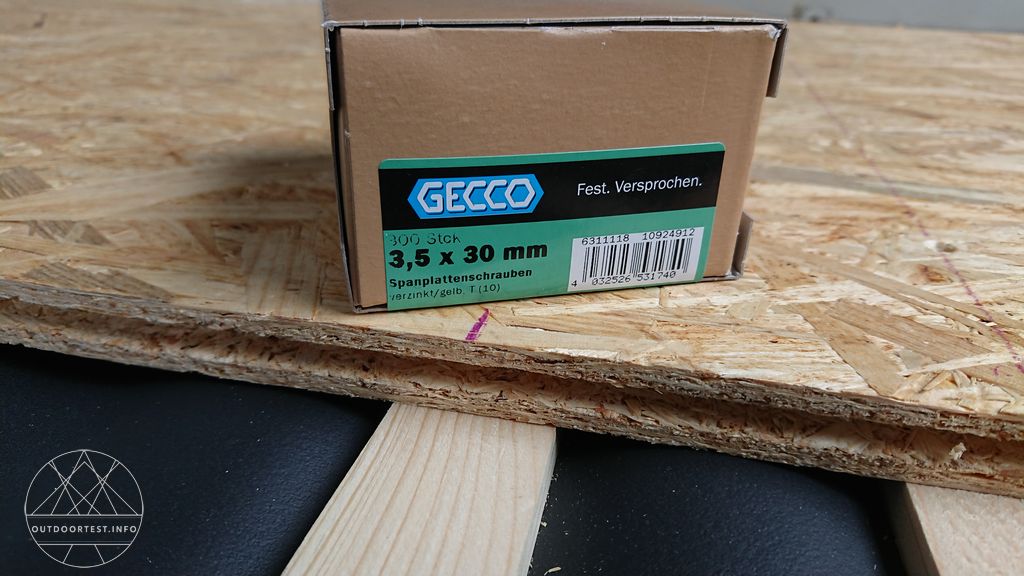 GECCO
Fest. Versprochen.
300 Stck
3,5 x 30 mm
Spanplattenschrauben
verzinkt/gelb, T (10)
6311118 10924912
4 032526 531740
OUTDOORTEST.INFO